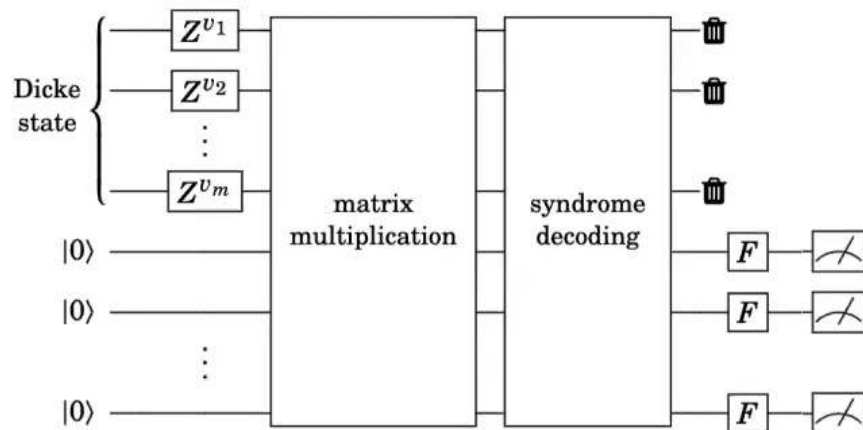 Dicke
state
Z^{v_1}
Z^{v_2}
⋮
Z^{v_m}
matrix
multiplication
syndrome
decoding
|0⟩
F
|0⟩
F
⋮
|0⟩
F